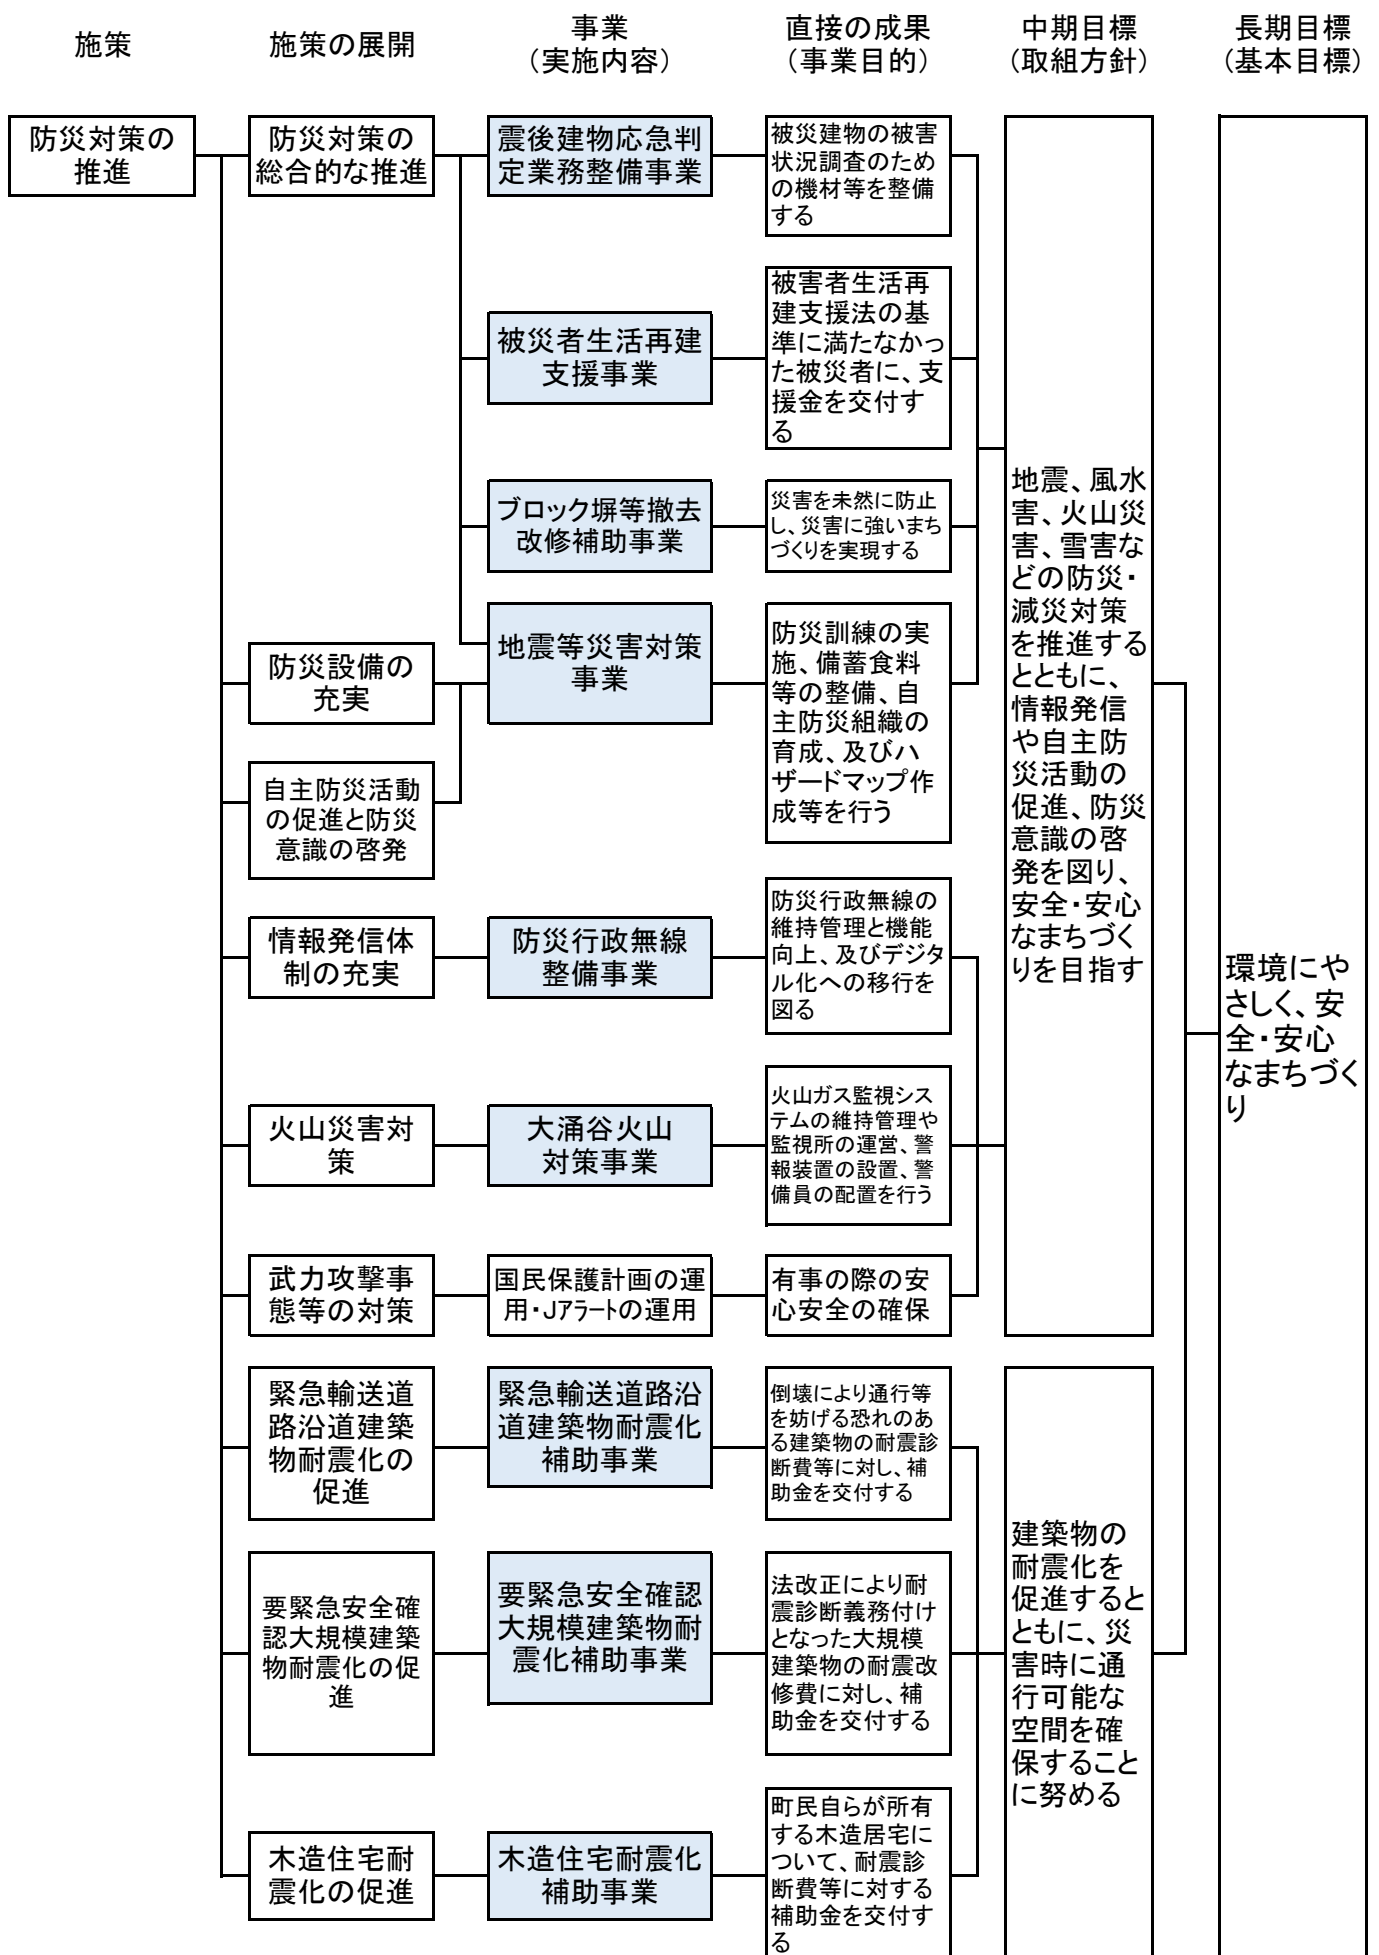 施策
施策の展開
事業
（実施内容）
直接の成果
（事業目的）
中期目標
（取組方針）
長期目標
（基本目標）
防災対策の
推進
防災対策の
総合的な推進
震後建物応急判
定業務整備事業
被災建物の被害
状況調査のため
の機材等を整備
する
被災者生活再建
支援事業
被害者生活再
建支援法の基
準に満たなかっ
た被災者に、支
援金を交付す
る
ブロック塀等撤去
改修補助事業
災害を未然に防止
し、災害に強いまち
づくりを実現する
防災設備の
充実
自主防災活動
の促進と防災
意識の啓発
地震等災害対策
事業
防災訓練の実
施、備蓄食料
等の整備、自
主防災組織の
育成、及びハ
ザードマップ作
成等を行う
情報発信体
制の充実
防災行政無線
整備事業
防災行政無線の
維持管理と機能
向上、及びデジタ
ル化への移行を
図る
火山災害対
策
大涌谷火山
対策事業
火山ガス監視シス
テムの維持管理や
監視所の運営、警
報装置の設置、警
備員の配置を行う
武力攻撃事
態等の対策
国民保護計画の運
用・Jアラートの運用
有事の際の安
心安全の確保
地震、風水
害、火山災
害、雪害な
どの防災・
減災対策
を推進する
とともに、
情報発信
や自主防
災活動の
促進、防災
意識の啓
発を図り、
安全・安心
なまちづく
りを目指す
緊急輸送道
路沿道建築
物耐震化の
促進
緊急輸送道路沿
道建築物耐震化
補助事業
倒壊により通行等
を妨げる恐れのあ
る建築物の耐震診
断費等に対し、補
助金を交付する
要緊急安全確
認大規模建築
物耐震化の促
進
要緊急安全確認
大規模建築物耐
震化補助事業
法改正により耐
震診断義務付け
となった大規模
建築物の耐震改
修費に対し、補
助金を交付する
木造住宅耐
震化の促進
木造住宅耐震化
補助事業
町民自らが所有
する木造居宅に
ついて、耐震診
断費等に対する
補助金を交付す
る
建築物の
耐震化を
促進すると
ともに、災
害時に通
行可能な
空間を確
保すること
に努める
環境にや
さしく、安
全・安心
なまちづく
り